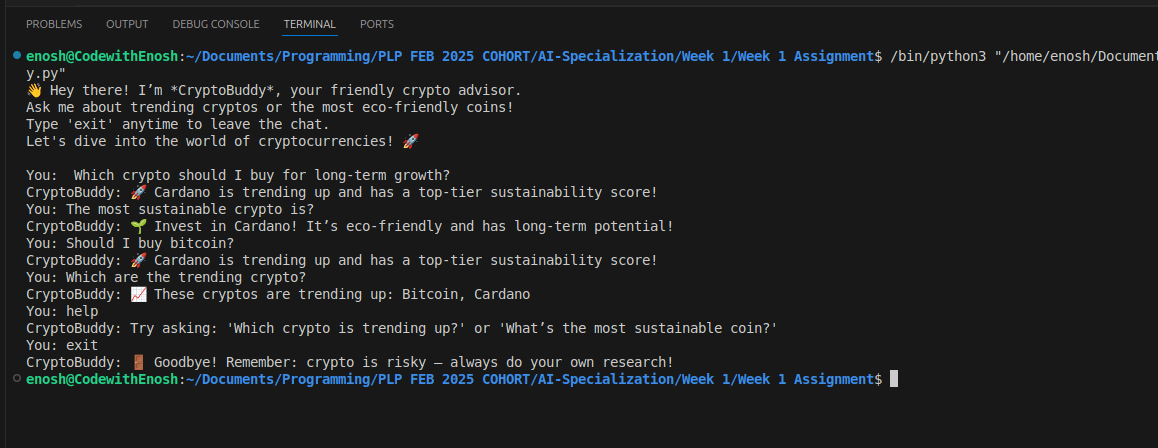 PROBLEMS OUTPUT DEBUG CONSOLE TERMINAL PORTS
enosh@CodewithEnosh:~/Documents/Programming/PLP FEB 2025 COHORT/AI-Specialization/Week 1/Week 1 Assignment$ /bin/python3 "/home/enosh/Document
y.py"
👋 Hey there! I’m *CryptoBuddy*, your friendly crypto advisor.
Ask me about trending cryptos or the most eco-friendly coins!
Type 'exit' anytime to leave the chat.
Let's dive into the world of cryptocurrencies! 🚀
You:  Which crypto should I buy for long-term growth?
CryptoBuddy: 🚀 Cardano is trending up and has a top-tier sustainability score!
You: The most sustainable crypto is?
CryptoBuddy: 🌱 Invest in Cardano! It’s eco-friendly and has long-term potential!
You: Should I buy bitcoin?
CryptoBuddy: 🚀 Cardano is trending up and has a top-tier sustainability score!
You: Which are the trending crypto?
CryptoBuddy: 📈 These cryptos are trending up: Bitcoin, Cardano
You: help
CryptoBuddy: Try asking: 'Which crypto is trending up?' or 'What’s the most sustainable coin?'
You: exit
CryptoBuddy: 🚪 Goodbye! Remember: crypto is risky — always do your own research!
enosh@CodewithEnosh:~/Documents/Programming/PLP FEB 2025 COHORT/AI-Specialization/Week 1/Week 1 Assignment$